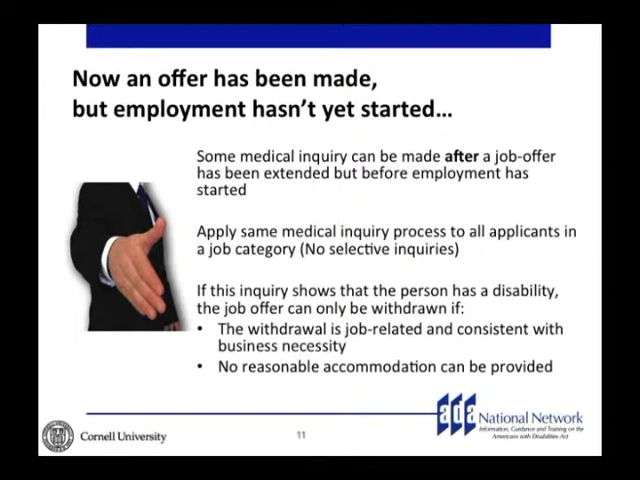 Now an offer has been made,
but employment hasn't yet started…
Some medical inquiry can be made after a job-offer
has been extended but before employment has
started
Apply same medical inquiry process to all applicants in
a job category (No selective inquiries)
If this inquiry shows that the person has a disability,
the job offer can only be withdrawn if:
• The withdrawal is job-related and consistent with
business necessity
• No reasonable accommodation can be provided
Cornell University
11
ada National Network
Information, Guidance and Training on the
Americans with Disabilities Act